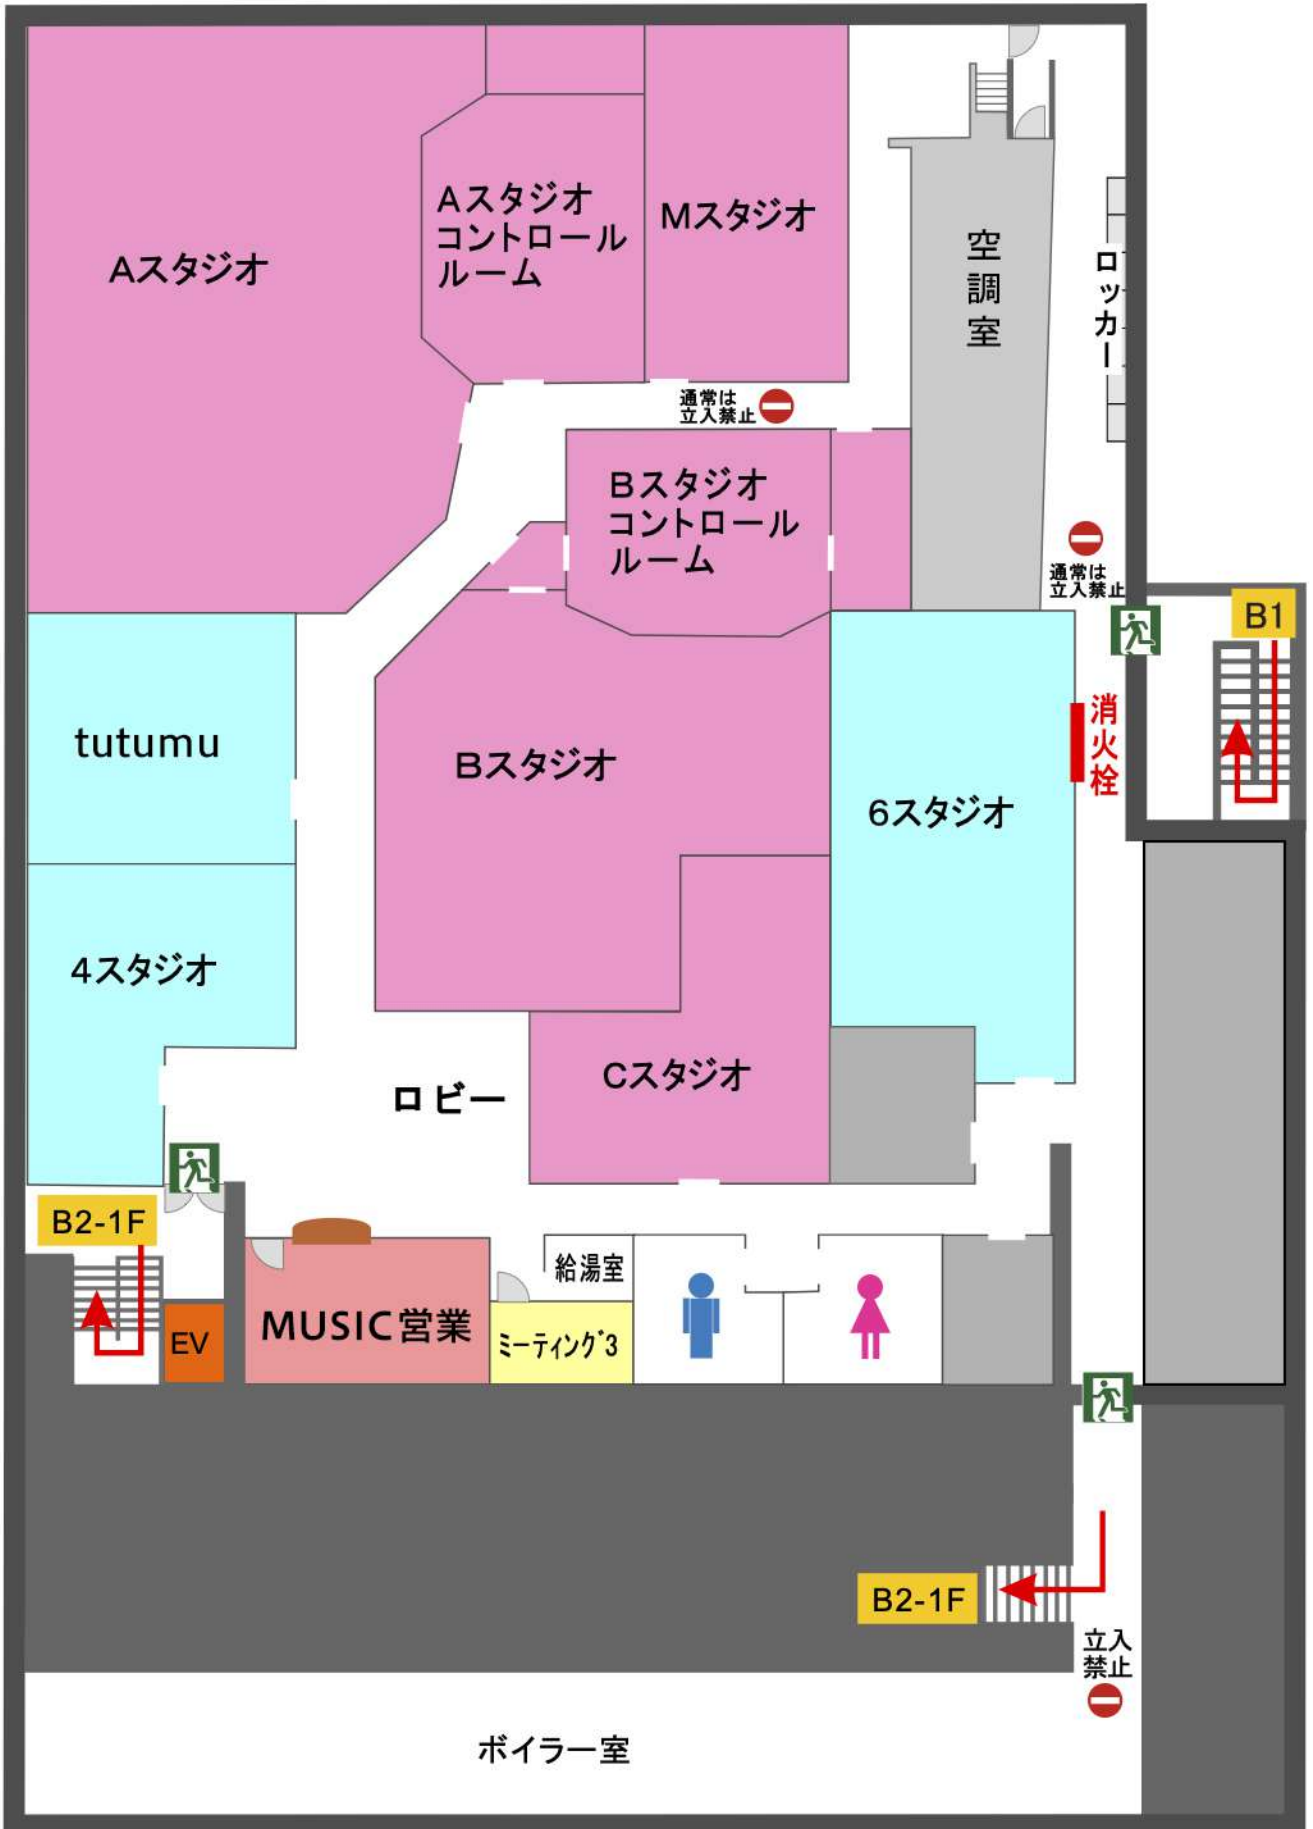 Aスタジオ
Aスタジオ
コントロール
ルーム
Mスタジオ
空調室
ロッカー
通常は
立入禁止
Bスタジオ
コントロール
ルーム
通常は
立入禁止
B1
消火栓
tutumu
Bスタジオ
6スタジオ
4スタジオ
Cスタジオ
ロビー
B2-1F
EV
MUSIC営業
給湯室
ミーティング3
B2-1F
立入
禁止
ボイラー室